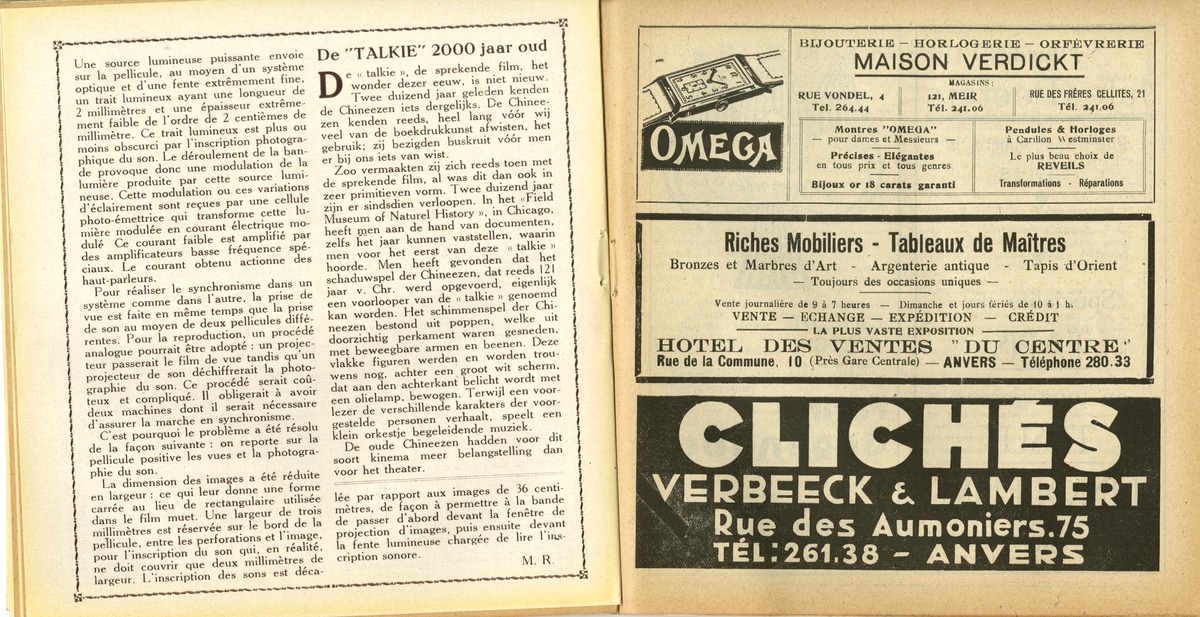 Une source lumineuse puissante envoie
sur la pellicule, au moyen d'un système
optique et d'une fente extrêmement fine,
un trait lumineux ayant une longueur de
2 millimètres et une épaisseur extrême-
ment faible de l'ordre de 2 centièmes de
millimètre. Ce trait lumineux est plus ou
moins obscurci par l'inscription photogra-
phique du son. Le déroulement de la ban-
de provoque donc une modulation de la
lumière produite par cette source lumi-
neuse. Cette modulation ou ces variations
d'éclairement sont reçues par une cellule
photo-émettrice qui transforme cette lu-
mière modulée en courant électrique mo-
dulé Ce courant faible est amplifié par
des amplificateurs basse fréquence spé-
ciaux. Le courant obtenu actionne des
haut-parleurs.
Pour réaliser le synchronisme dans un
système comme dans l'autre, la prise de
vue est faite en même temps que la prise
de son au moyen de deux pellicules diffé-
rentes. Pour la reproduction, un procédé
analogue pourrait être adopté : un projec-
teur passerait le film de vue tandis qu'un
projecteur de son déchiffrerait la photo-
graphie du son. Ce procédé serait coû-
teux et compliqué. Il obligerait à avoir
deux machines dont il serait nécessaire
d'assurer la marche en synchronisme.
C'est pourquoi le problème a été résolu
de la façon suivante : on reporte sur la
pellicule positive les vues et la photogra-
phie du son.
La dimension des images a été réduite
en largeur : ce qui leur donne une forme
carrée au lieu de rectangulaire utilisée
dans le film muet. Une largeur de trois
millimètres est réservée sur le bord de la
pellicule, entre les perforations et l'image,
pour l'inscription du son qui, en réalité,
ne doit couvrir que deux millimètres de
largeur. L'inscription des sons est déca-
De "TALKIE" 2000 jaar oud
De « talkie », de sprekende film, het
wonder dezer eeuw, is niet nieuw.
Twee duizend jaar geleden kenden
de Chineezen iets dergelijks. De Chinee-
zen kenden reeds, heel lang vóór wij
veel van de boekdrukkunst afwisten, het
gebruik; zij bezigden buskruit vóór men
er bij ons iets van wist.
Zoo vermaakten zij zich reeds toen met
de sprekende film, al was dit dan ook in
zeer primitieven vorm. Twee duizend jaar
zijn er sindsdien verloopen. In het «Field
Museum of Naturel History », in Chicago,
heeft men aan de hand van documenten,
zelfs het jaar kunnen vaststellen, waarin
men voor het eerst van deze « talkie »
hoorde. Men heeft gevonden dat het
schaduwspel der Chineezen, dat reeds 121
jaar v. Chr. werd opgevoerd, eigenlijk
een voorlooper van de « talkie » genoemd
kan worden. Het schimmenspel der Chi-
neezen bestond uit poppen, welke uit
doorzichtig perkament waren gesneden,
met beweegbare armen en beenen. Deze
vlakke figuren werden en worden trou-
wens nog, achter een groot wit scherm,
dat aan den achterkant belicht wordt met
een olielamp, bewogen. Terwijl een voor-
lezer de verschillende karakters der voor-
gestelde personen verhaalt, speelt een
klein orkestje begeleidende muziek.
De oude Chineezen hadden voor dit
soort kinema meer belangstelling dan
voor het theater.
lée par rapport aux images de 36 centi-
mètres, de façon à permettre à la bande
de passer d'abord devant la fenêtre de
projection d'images, puis ensuite devant
la fente lumineuse chargée de lire l'ins-
cription sonore.
M. R.
OMEGA
BIJOUTERIE — HORLOGERIE — ORFÈVRERIE
MAISON VERDICKT
MAGASINS:
RUE VONDEL, 4
Tel. 264.44
121, MEIR
Tél. 241.06
RUE DES FRÈRES CELLITES, 21
Tél. 241.06
Montres "OMEGA"
— pour dames et Messieurs —
Précises - Elégantes
en tous prix et tous genres
Bijoux or 18 carats garanti
Pendules & Horloges
à Carillon Westminster
Le plus beau choix de
REVEILS
Transformations - Réparations
Riches Mobiliers - Tableaux de Maîtres
Bronzes et Marbres d'Art - Argenterie antique - Tapis d'Orient
— Toujours des occasions uniques —
Vente journalière de 9 à 7 heures — Dimanche et jours fériés de 10 à 1 h.
VENTE — ECHANGE — EXPÉDITION — CRÉDIT
LA PLUS VASTE EXPOSITION
HOTEL DES VENTES "DU CENTRE"
Rue de la Commune, 10 (Près Gare Centrale) — ANVERS — Téléphone 280.33
CLICHÉS
VERBEECK & LAMBERT
Rue des Aumoniers.75
TÉL:261.38 - ANVERS